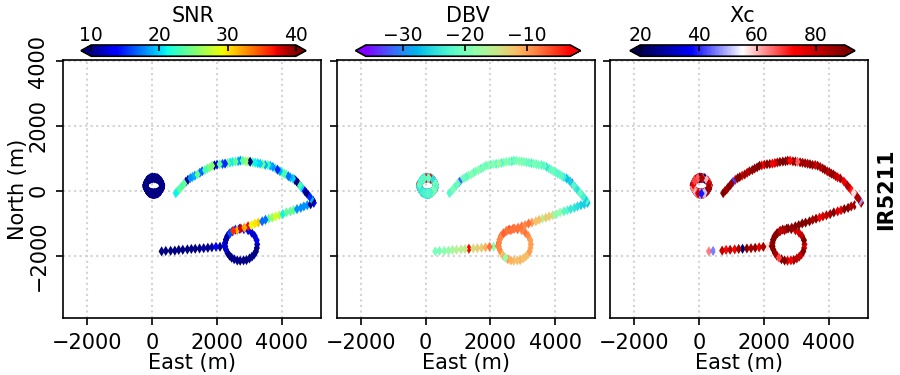 SNR DBV Xc
10 20 30 40 −30 −20 −10 20 40 60 80
4000
2000
0
−2000
North (m)
IR5211
−2000 0 2000 4000 −2000 0 2000 4000 −2000 0 2000 4000
East (m) East (m) East (m)